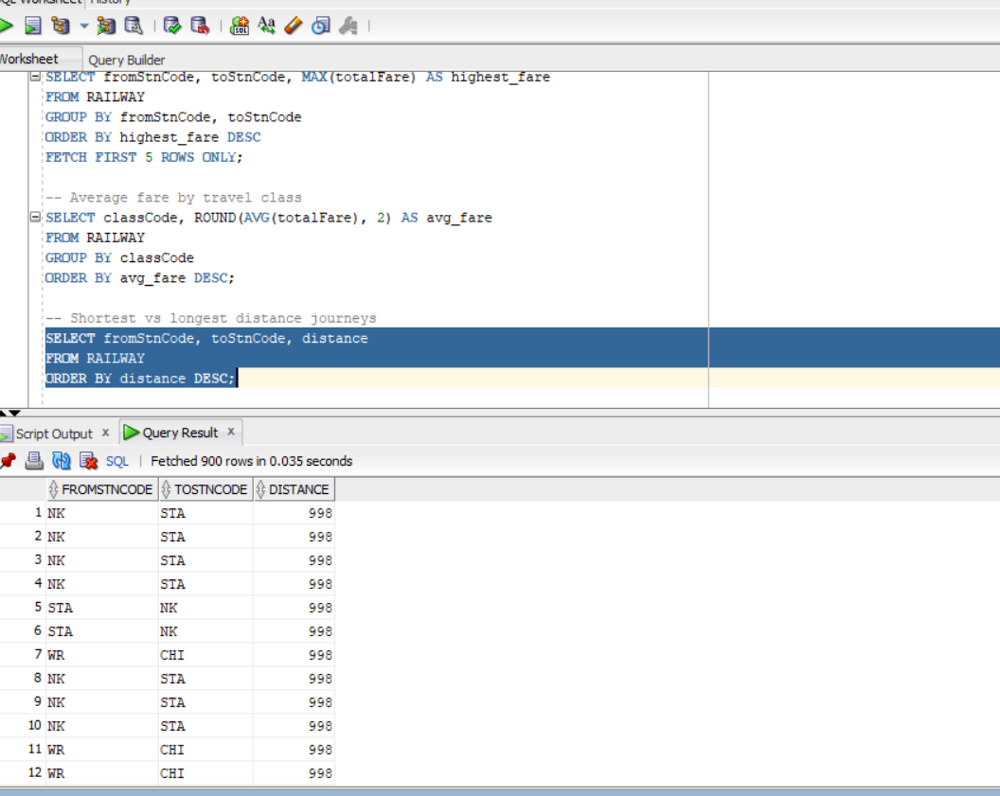 SQL Worksheet History
Worksheet Query Builder
SELECT fromStnCode, toStnCode, MAX(totalFare) AS highest_fare
FROM RAILWAY
GROUP BY fromStnCode, toStnCode
ORDER BY highest_fare DESC
FETCH FIRST 5 ROWS ONLY;
-- Average fare by travel class
SELECT classCode, ROUND(AVG(totalFare), 2) AS avg_fare
FROM RAILWAY
GROUP BY classCode
ORDER BY avg_fare DESC;
-- Shortest vs longest distance journeys
SELECT fromStnCode, toStnCode, distance
FROM RAILWAY
ORDER BY distance DESC;
Script Output x Query Result x
SQL | Fetched 900 rows in 0.035 seconds
FROMSTNCODE TOSTNCODE DISTANCE
1 NK STA 998
2 NK STA 998
3 NK STA 998
4 NK STA 998
5 STA NK 998
6 STA NK 998
7 WR CHI 998
8 NK STA 998
9 NK STA 998
10 NK STA 998
11 WR CHI 998
12 WR CHI 998